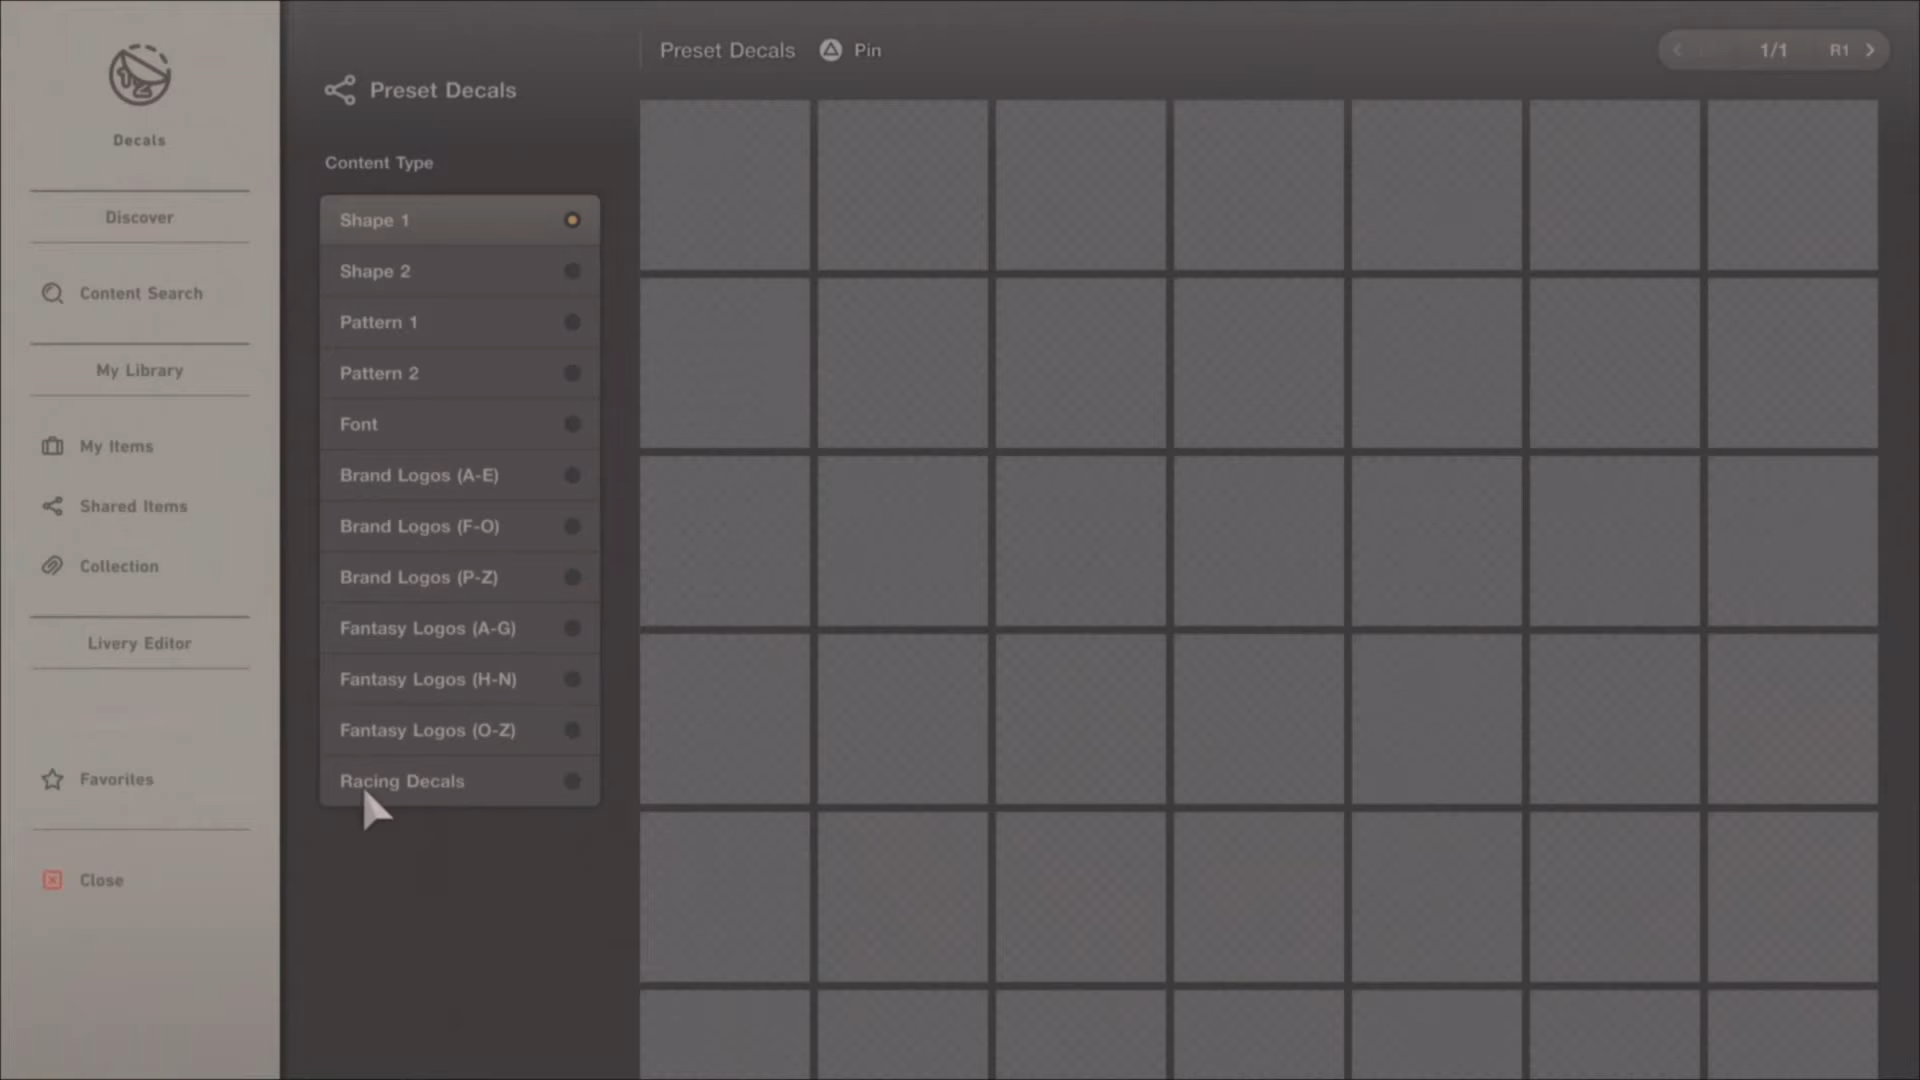 Decals
Discover
Content Search
My Library
My Items
Shared Items
Collection
Livery Editor
Favorites
Close
Preset Decals
Content Type
Shape 1
Shape 2
Pattern 1
Pattern 2
Font
Brand Logos (A-E)
Brand Logos (F-O)
Brand Logos (P-Z)
Fantasy Logos (A-G)
Fantasy Logos (H-N)
Fantasy Logos (O-Z)
Racing Decals
Preset Decals Pin
1/1 R1